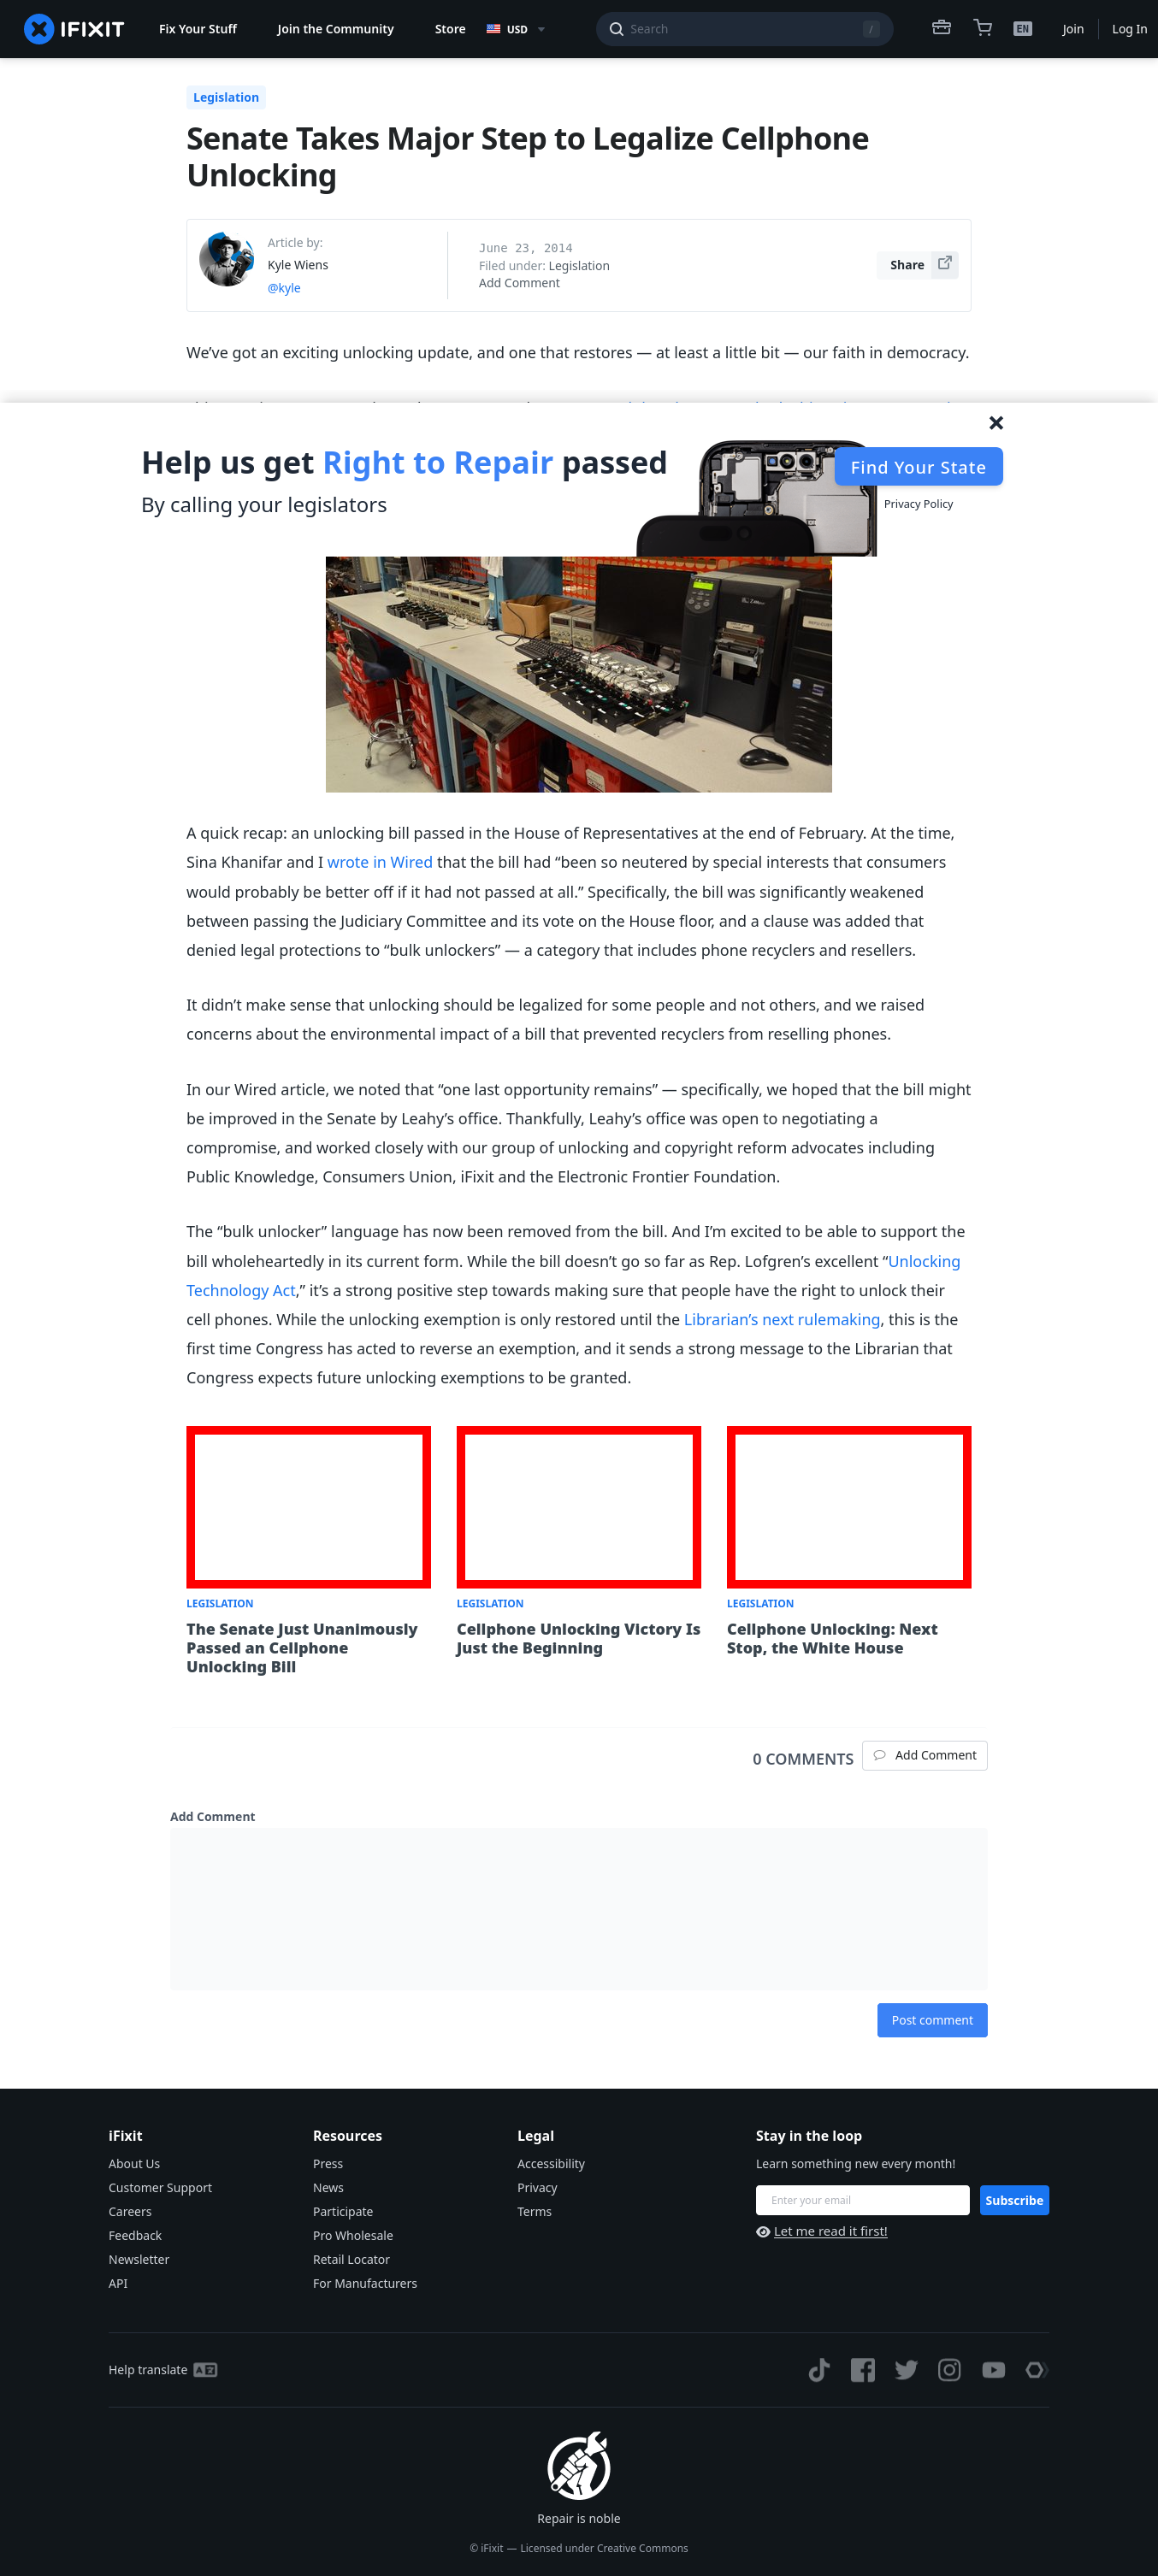 IFIXIT
Fix Your Stuff
Join the Community
Store
USD
Search
/
EN
Join
Log In
Legislation
Senate Takes Major Step to Legalize Cellphone
Unlocking
Article by:
Kyle Wiens
@kyle
June 23, 2014
Filed under: Legislation
Add Comment
Share
We’ve got an exciting unlocking update, and one that restores — at least a little bit — our faith in democracy.
Help us get Right to Repair passed
By calling your legislators
Find Your State
Privacy Policy
A quick recap: an unlocking bill passed in the House of Representatives at the end of February. At the time,
Sina Khanifar and I wrote in Wired that the bill had “been so neutered by special interests that consumers
would probably be better off if it had not passed at all.” Specifically, the bill was significantly weakened
between passing the Judiciary Committee and its vote on the House floor, and a clause was added that
denied legal protections to “bulk unlockers” — a category that includes phone recyclers and resellers.
It didn’t make sense that unlocking should be legalized for some people and not others, and we raised
concerns about the environmental impact of a bill that prevented recyclers from reselling phones.
In our Wired article, we noted that “one last opportunity remains” — specifically, we hoped that the bill might
be improved in the Senate by Leahy’s office. Thankfully, Leahy’s office was open to negotiating a
compromise, and worked closely with our group of unlocking and copyright reform advocates including
Public Knowledge, Consumers Union, iFixit and the Electronic Frontier Foundation.
The “bulk unlocker” language has now been removed from the bill. And I’m excited to be able to support the
bill wholeheartedly in its current form. While the bill doesn’t go so far as Rep. Lofgren’s excellent “Unlocking
Technology Act,” it’s a strong positive step towards making sure that people have the right to unlock their
cell phones. While the unlocking exemption is only restored until the Librarian’s next rulemaking, this is the
first time Congress has acted to reverse an exemption, and it sends a strong message to the Librarian that
Congress expects future unlocking exemptions to be granted.
LEGISLATION
The Senate Just Unanimously
Passed an Cellphone
Unlocking Bill
LEGISLATION
Cellphone Unlocking Victory Is
Just the Beginning
LEGISLATION
Cellphone Unlocking: Next
Stop, the White House
0 COMMENTS
Add Comment
Add Comment
Post comment
iFixit
About Us
Customer Support
Careers
Feedback
Newsletter
API
Resources
Press
News
Participate
Pro Wholesale
Retail Locator
For Manufacturers
Legal
Accessibility
Privacy
Terms
Stay in the loop
Learn something new every month!
Enter your email
Subscribe
Let me read it first!
Help translate
Repair is noble
© iFixit — Licensed under Creative Commons